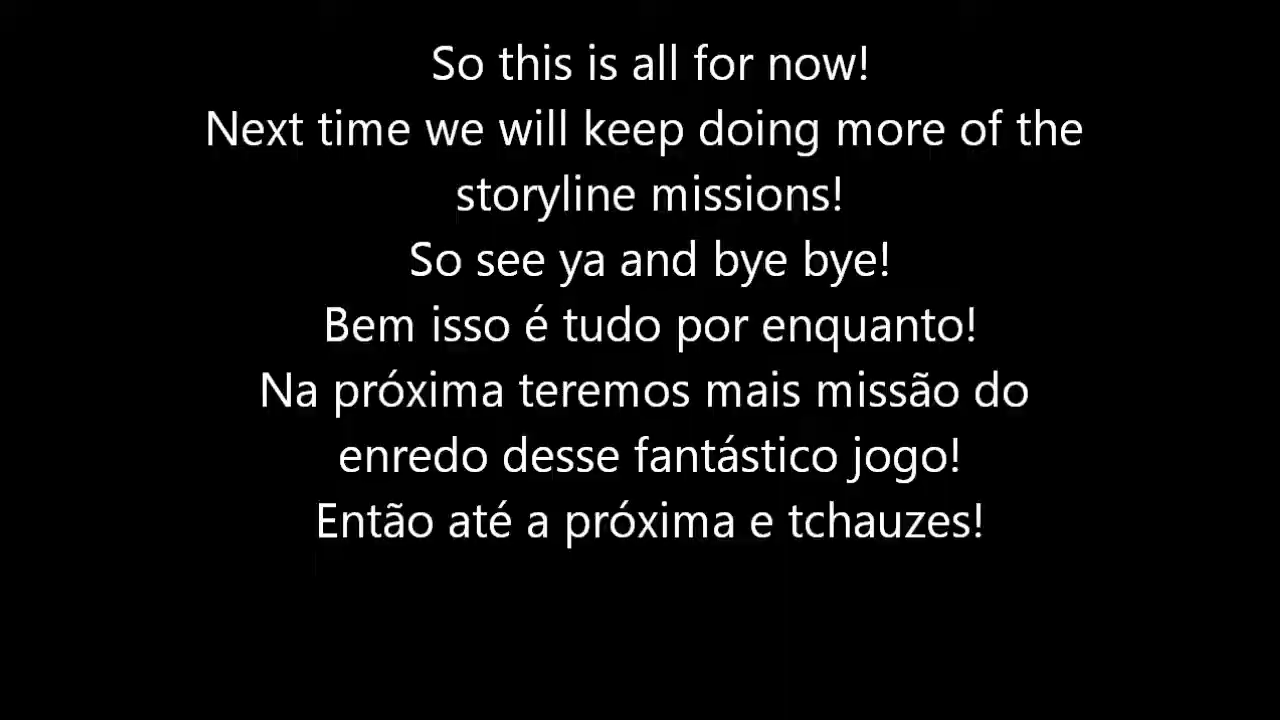 So this is all for now!
Next time we will keep doing more of the
storyline missions!
So see ya and bye bye!
Bem isso é tudo por enquanto!
Na próxima teremos mais missão do
enredo desse fantástico jogo!
Então até a próxima e tchauzes!